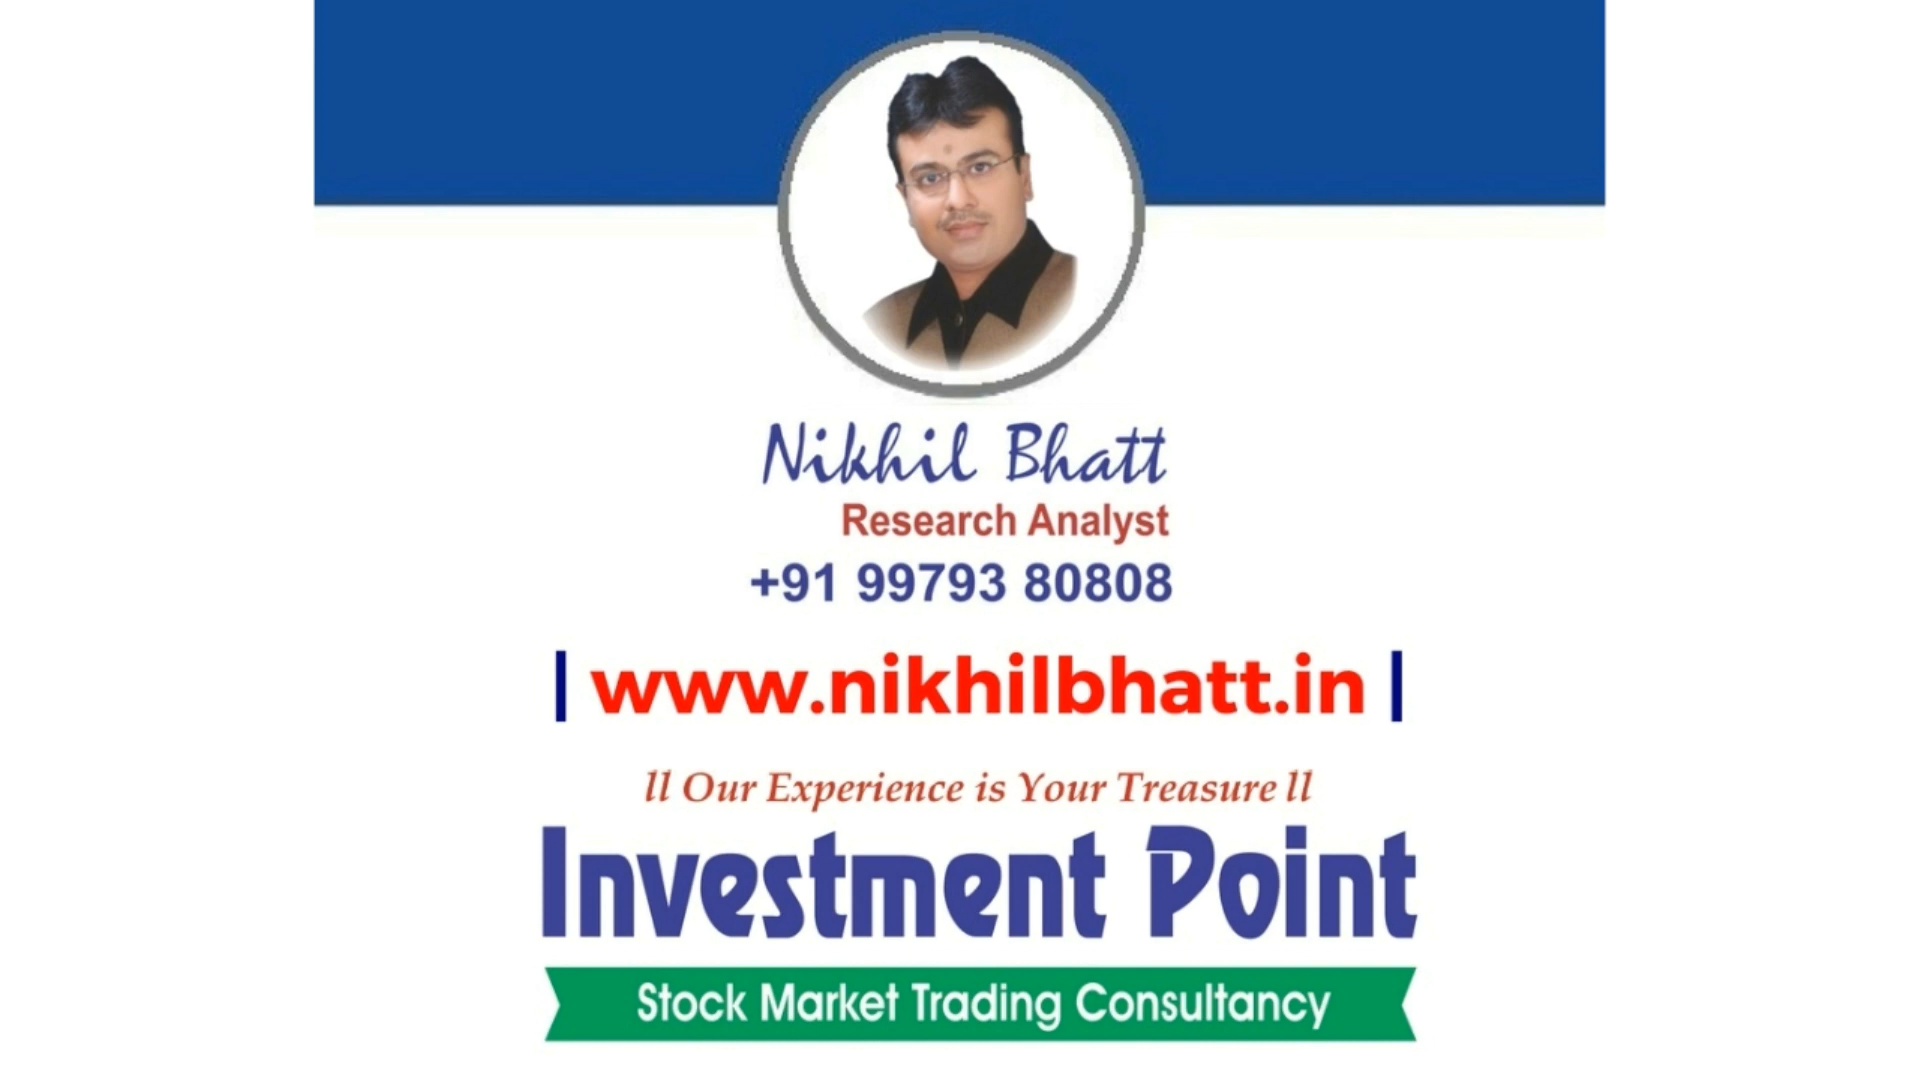 Nikhil Bhatt
Research Analyst
+91 99793 80808
| www.nikhilbhatt.in |
ll Our Experience is Your Treasure ll
Investment Point
Stock Market Trading Consultancy